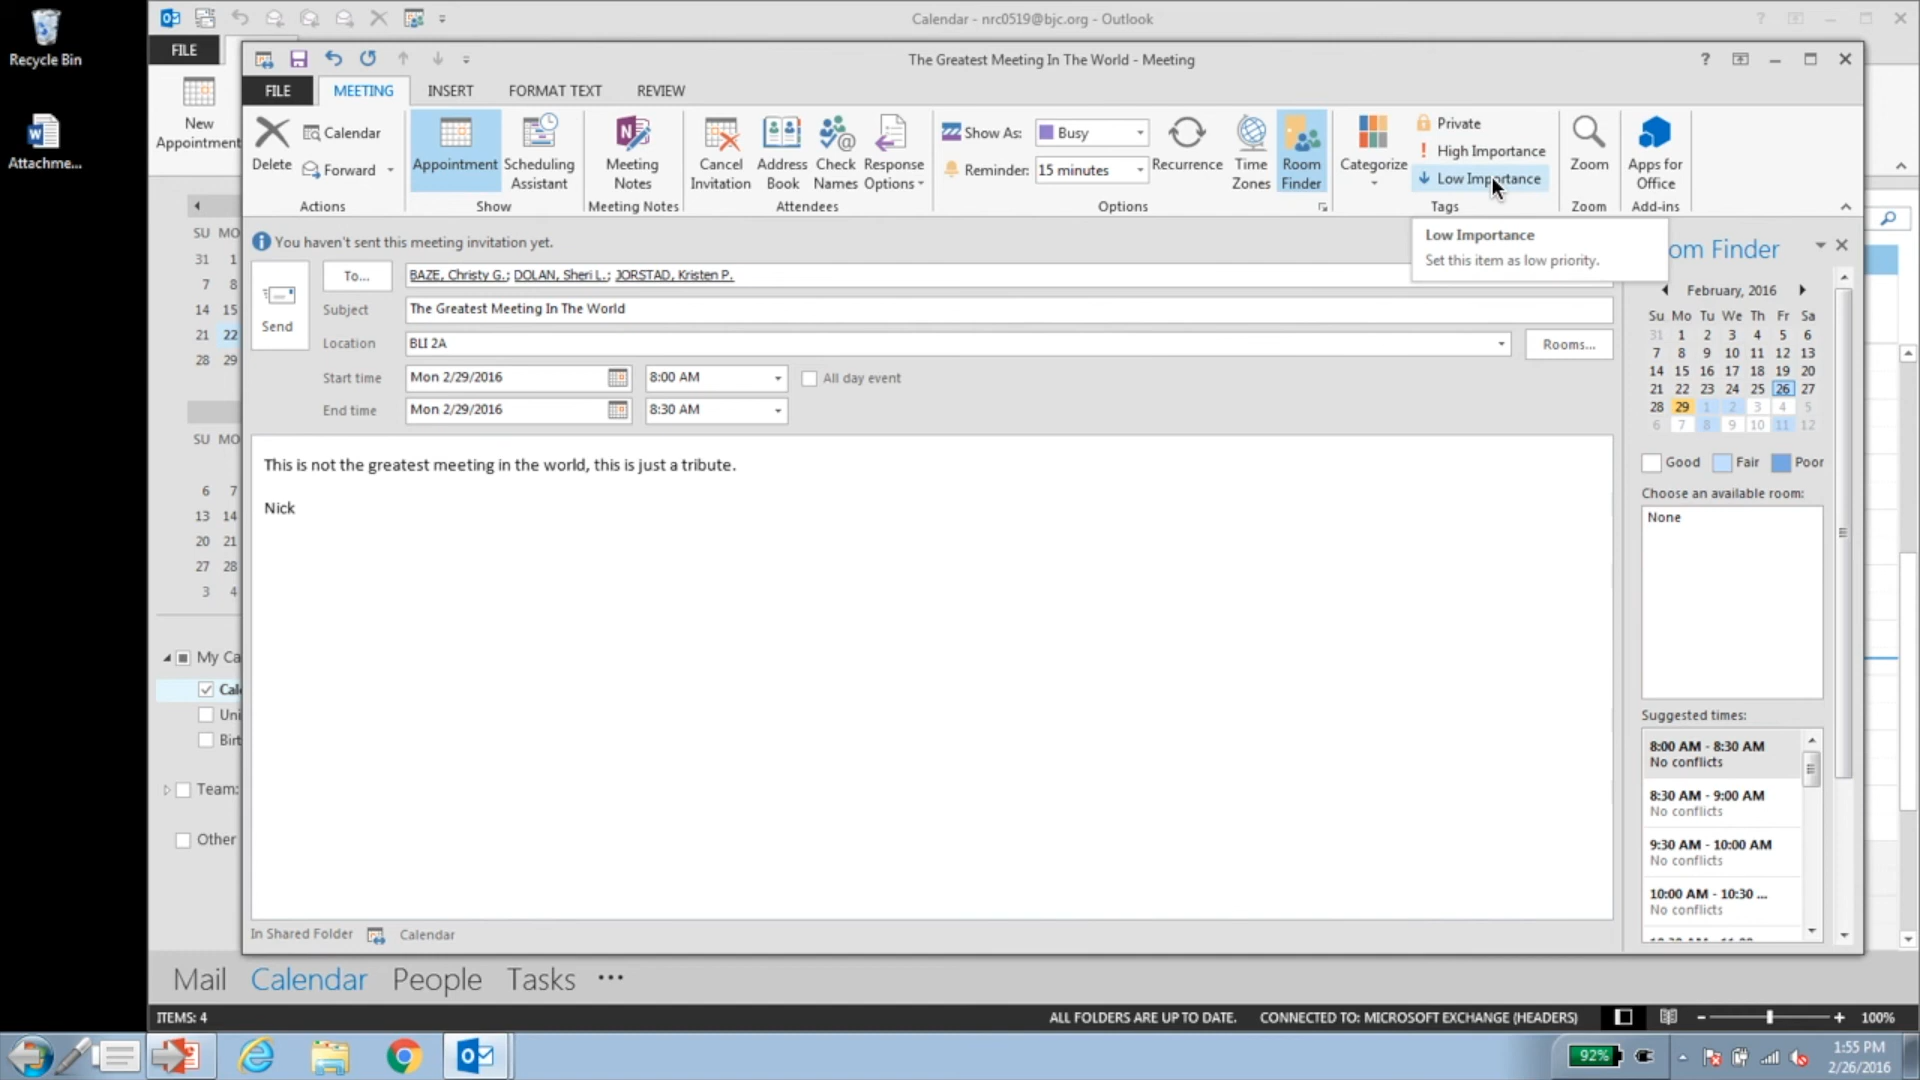 Recycle Bin
Attachme...
Calendar - nrc0519@bjc.org - Outlook
FILE
New
Appointment
The Greatest Meeting In The World - Meeting
FILE
MEETING
INSERT
FORMAT TEXT
REVIEW
Delete
Calendar
Forward
Actions
Appointment
Scheduling
Assistant
Show
Meeting
Notes
Meeting Notes
Cancel
Invitation
Address
Book
Check
Names
Response
Options
Attendees
Show As:
Busy
Reminder:
15 minutes
Recurrence
Time
Zones
Room
Finder
Options
Categorize
Private
High Importance
Low Importance
Tags
Zoom
Zoom
Apps for
Office
Add-ins
Low Importance
Set this item as low priority.
You haven't sent this meeting invitation yet.
Send
To...
BAZE, Christy G.; DOLAN, Sheri L.; JORSTAD, Kristen P.
Subject
The Greatest Meeting In The World
Location
BLI 2A
Rooms...
Start time
Mon 2/29/2016
8:00 AM
All day event
End time
Mon 2/29/2016
8:30 AM
This is not the greatest meeting in the world, this is just a tribute.
Nick
In Shared Folder
Calendar
SU MO
31 1
7 8
14 15
21 22
28 29
SU MO
6 7
13 14
20 21
27 28
3 4
My Ca
Cal
Uni
Birt
Team:
Other
om Finder
February, 2016
Su Mo Tu We Th Fr Sa
31 1 2 3 4 5 6
7 8 9 10 11 12 13
14 15 16 17 18 19 20
21 22 23 24 25 26 27
28 29 1 2 3 4 5
6 7 8 9 10 11 12
Good
Fair
Poor
Choose an available room:
None
Suggested times:
8:00 AM - 8:30 AM
No conflicts
8:30 AM - 9:00 AM
No conflicts
9:30 AM - 10:00 AM
No conflicts
10:00 AM - 10:30 ...
No conflicts
Mail Calendar People Tasks
ITEMS: 4
ALL FOLDERS ARE UP TO DATE.
CONNECTED TO: MICROSOFT EXCHANGE (HEADERS)
100%
92%
1:55 PM
2/26/2016